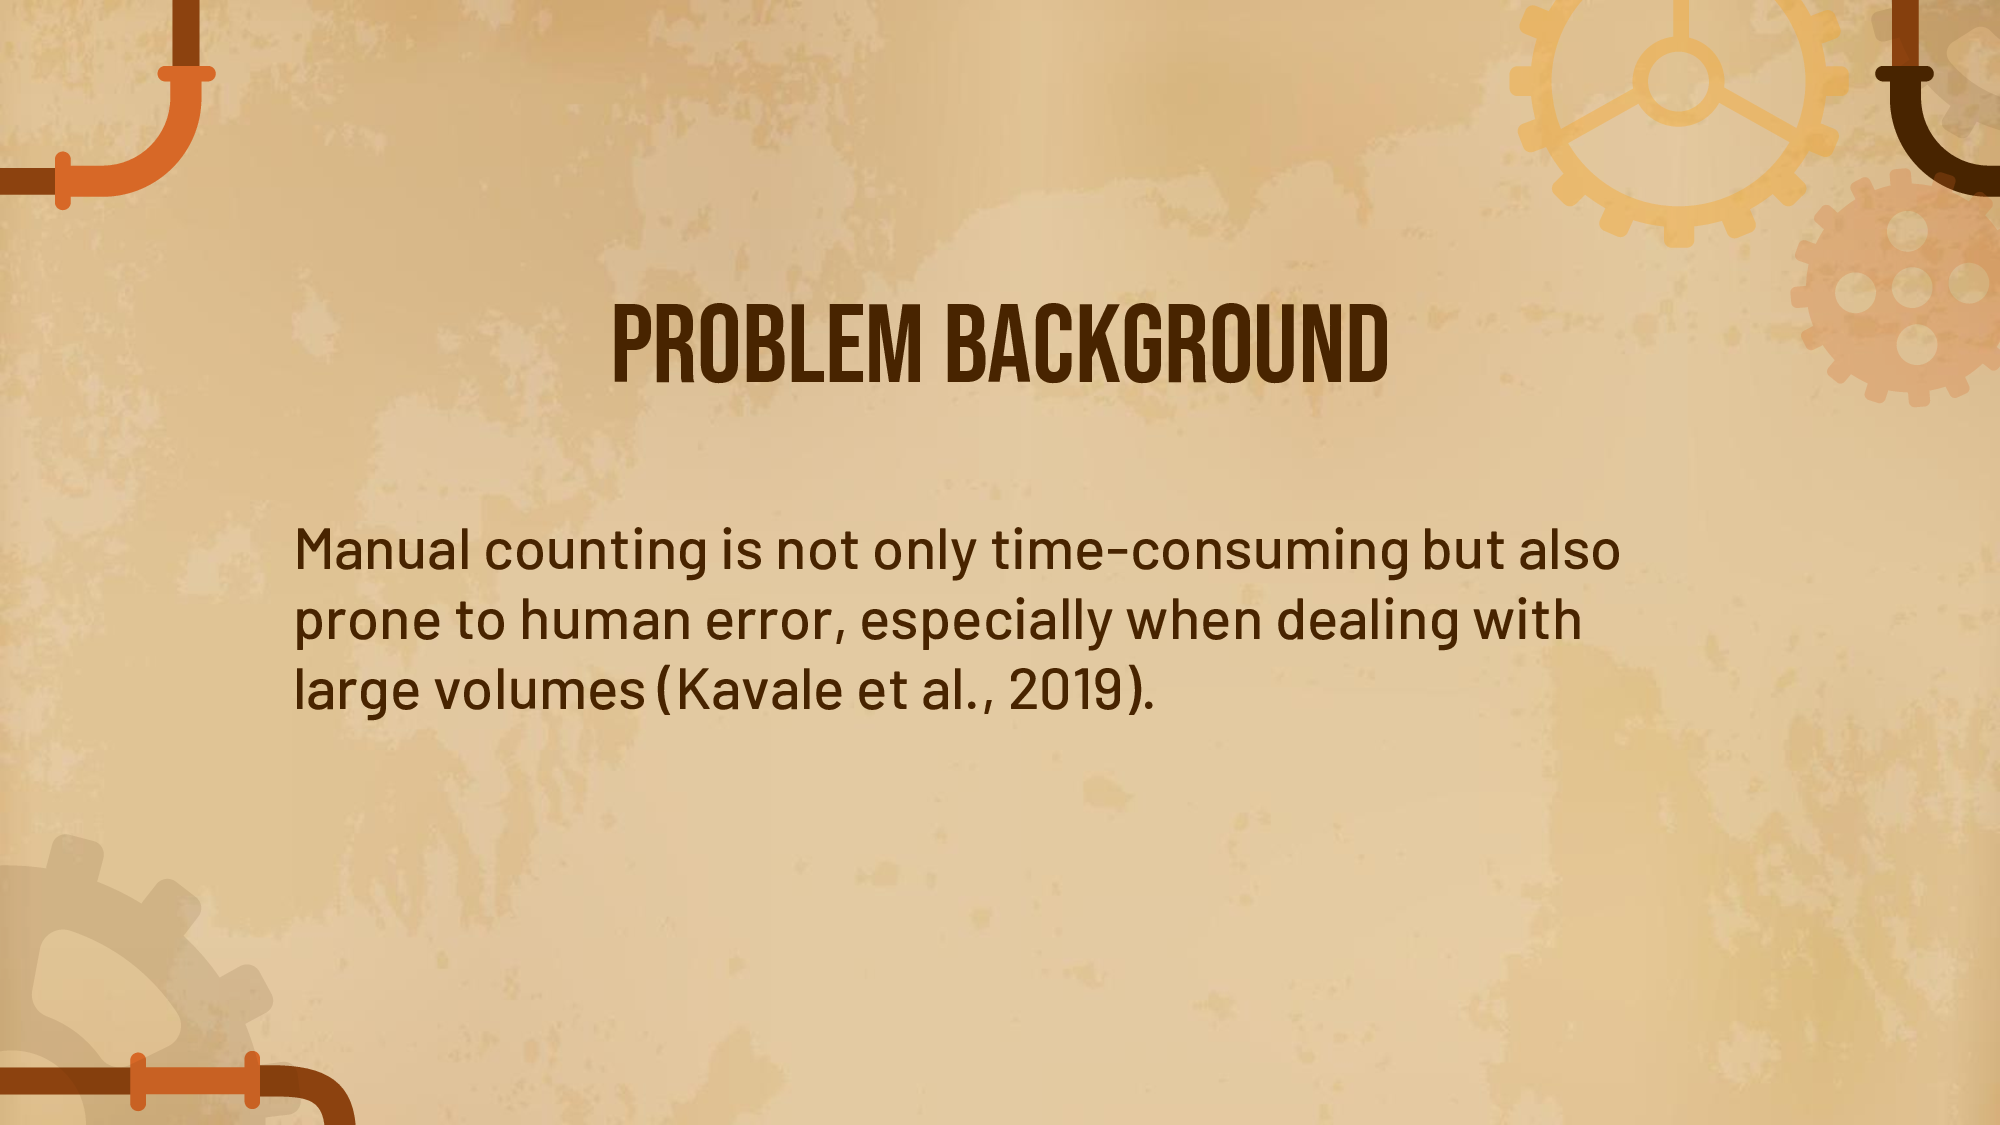 PROBLEM BACKGROUND
Manual counting is not only time-consuming but also
prone to human error, especially when dealing with
large volumes (Kavale et al., 2019).